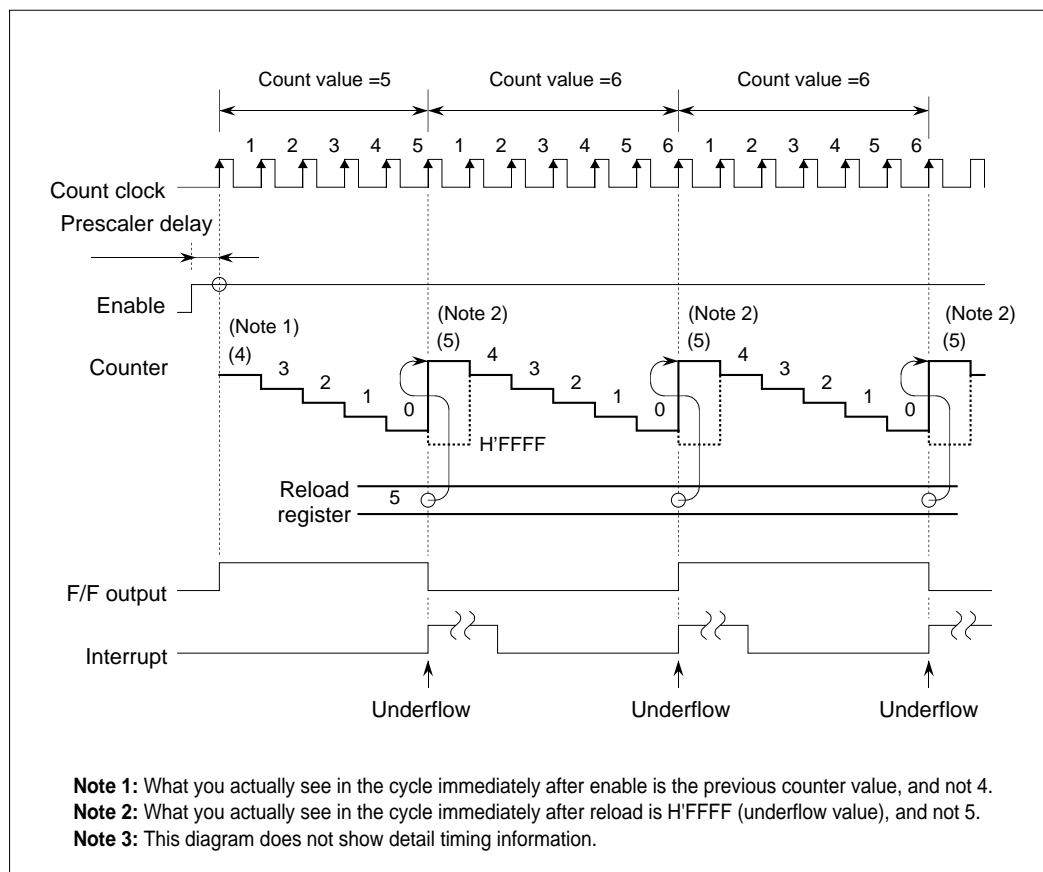 Count value =5 Count value =6 Count value =6
1 2 3 4 5 1 2 3 4 5 6 1 2 3 4 5 6
Count clock
Prescaler delay
Enable
(Note 1) (Note 2) (Note 2) (Note 2)
(4) (5) (5) (5)
Counter 3 2 1 0 4 3 2 1 0 4 3 2 1 0
H'FFFF
Reload 5
register
F/F output
Interrupt
Underflow Underflow Underflow
Note 1: What you actually see in the cycle immediately after enable is the previous counter value, and not 4.
Note 2: What you actually see in the cycle immediately after reload is H'FFFF (underflow value), and not 5.
Note 3: This diagram does not show detail timing information.